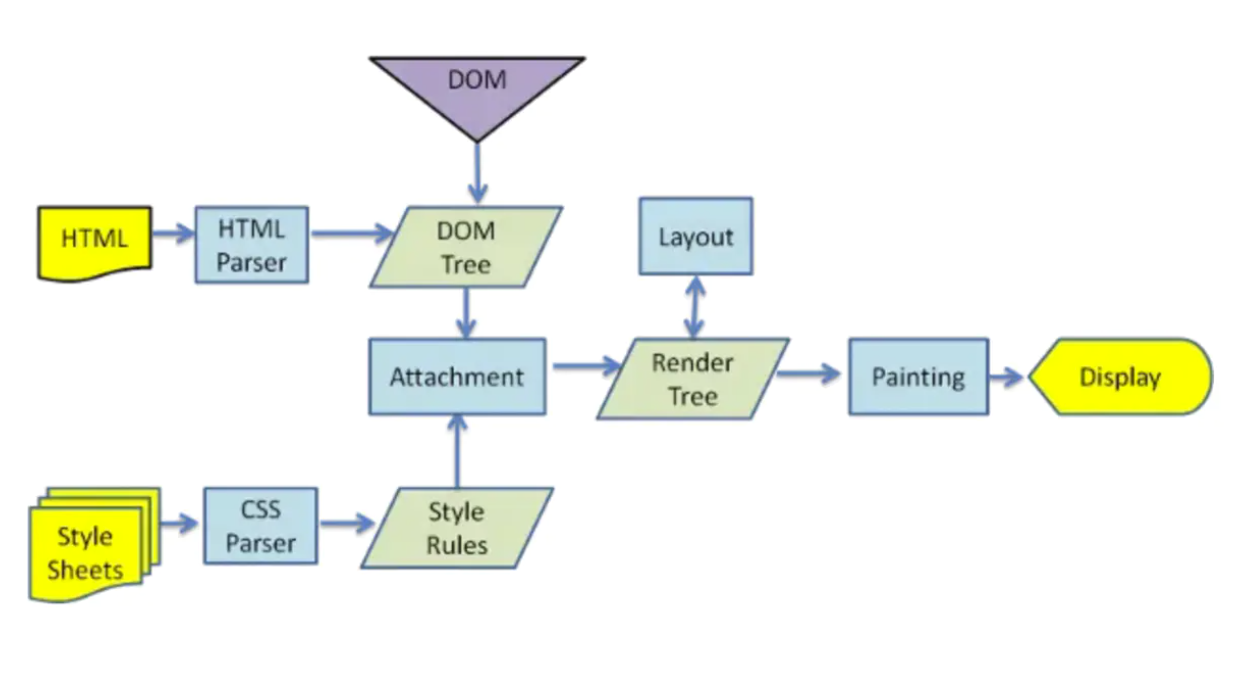 DOM
HTML
HTML
Parser
DOM
Tree
Layout
Attachment
Render
Tree
Painting
Display
Style
Sheets
CSS
Parser
Style
Rules